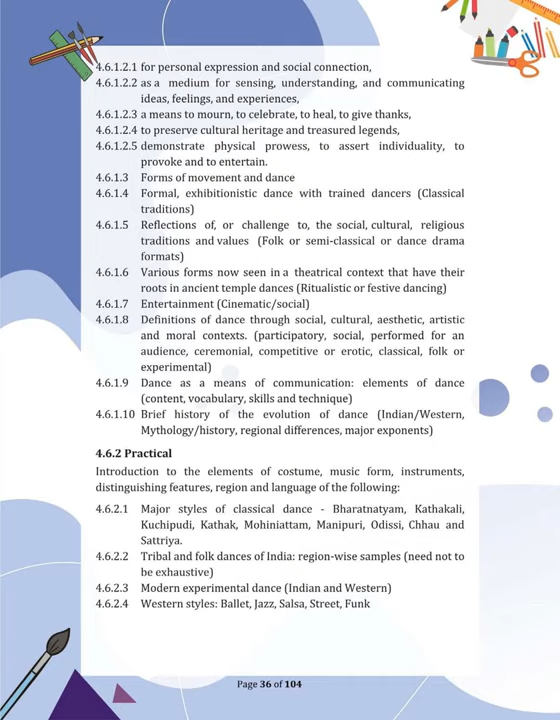 4.6.1.2.1 for personal expression and social connection,
4.6.1.2.2 as a medium for sensing, understanding, and communicating
ideas, feelings, and experiences,
4.6.1.2.3 a means to mourn, to celebrate, to heal, to give thanks,
4.6.1.2.4 to preserve cultural heritage and treasured legends,
4.6.1.2.5 demonstrate physical prowess, to assert individuality, to
provoke and to entertain.
4.6.1.3 Forms of movement and dance
4.6.1.4 Formal, exhibitionistic dance with trained dancers (Classical
traditions)
4.6.1.5 Reflections of, or challenge to, the social, cultural, religious
traditions and values (Folk or semi-classical or dance drama
formats)
4.6.1.6 Various forms now seen in a theatrical context that have their
roots in ancient temple dances (Ritualistic or festive dancing)
4.6.1.7 Entertainment (Cinematic/social)
4.6.1.8 Definitions of dance through social, cultural, aesthetic, artistic
and moral contexts. (participatory, social, performed for an
audience, ceremonial, competitive or erotic, classical, folk or
experimental)
4.6.1.9 Dance as a means of communication: elements of dance
(content, vocabulary, skills and technique)
4.6.1.10 Brief history of the evolution of dance (Indian/Western,
Mythology/history, regional differences, major exponents)
4.6.2 Practical
Introduction to the elements of costume, music form, instruments,
distinguishing features, region and language of the following:
4.6.2.1 Major styles of classical dance - Bharatnatyam, Kathakali,
Kuchipudi, Kathak, Mohiniattam, Manipuri, Odissi, Chhau and
Sattriya.
4.6.2.2 Tribal and folk dances of India: region-wise samples (need not to
be exhaustive)
4.6.2.3 Modern experimental dance (Indian and Western)
4.6.2.4 Western styles: Ballet, Jazz, Salsa, Street, Funk
Page 36 of 104